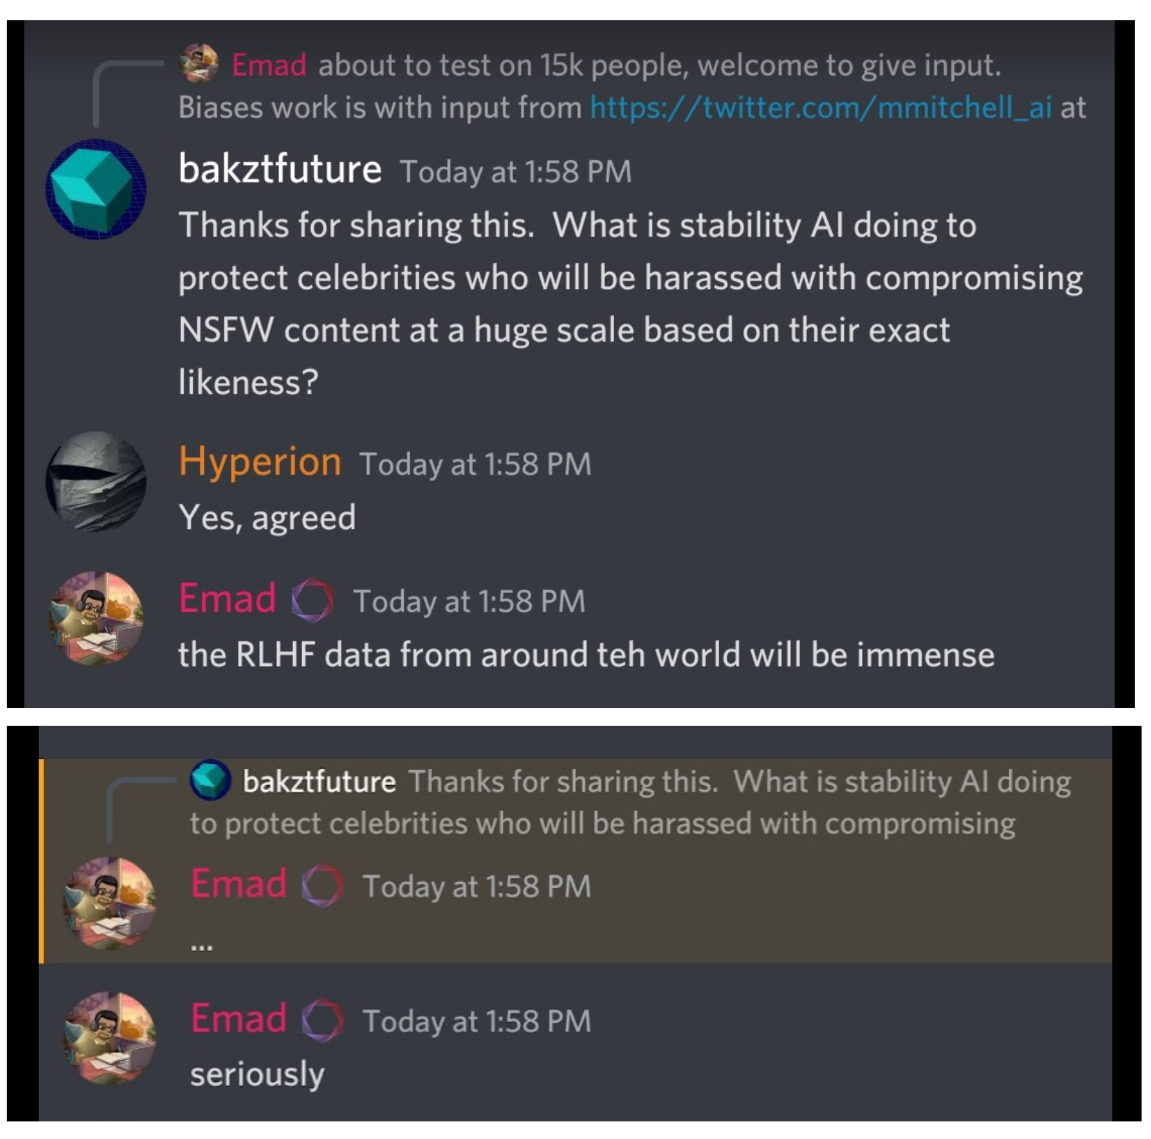 Emad about to test on 15k people, welcome to give input.
Biases work is with input from https://twitter.com/mmitchell_ai at
bakztfuture Today at 1:58 PM
Thanks for sharing this. What is stability AI doing to
protect celebrities who will be harassed with compromising
NSFW content at a huge scale based on their exact
likeness?
Hyperion Today at 1:58 PM
Yes, agreed
Emad Today at 1:58 PM
the RLHF data from around teh world will be immense
bakztfuture Thanks for sharing this. What is stability AI doing
to protect celebrities who will be harassed with compromising
Emad Today at 1:58 PM
...
Emad Today at 1:58 PM
seriously